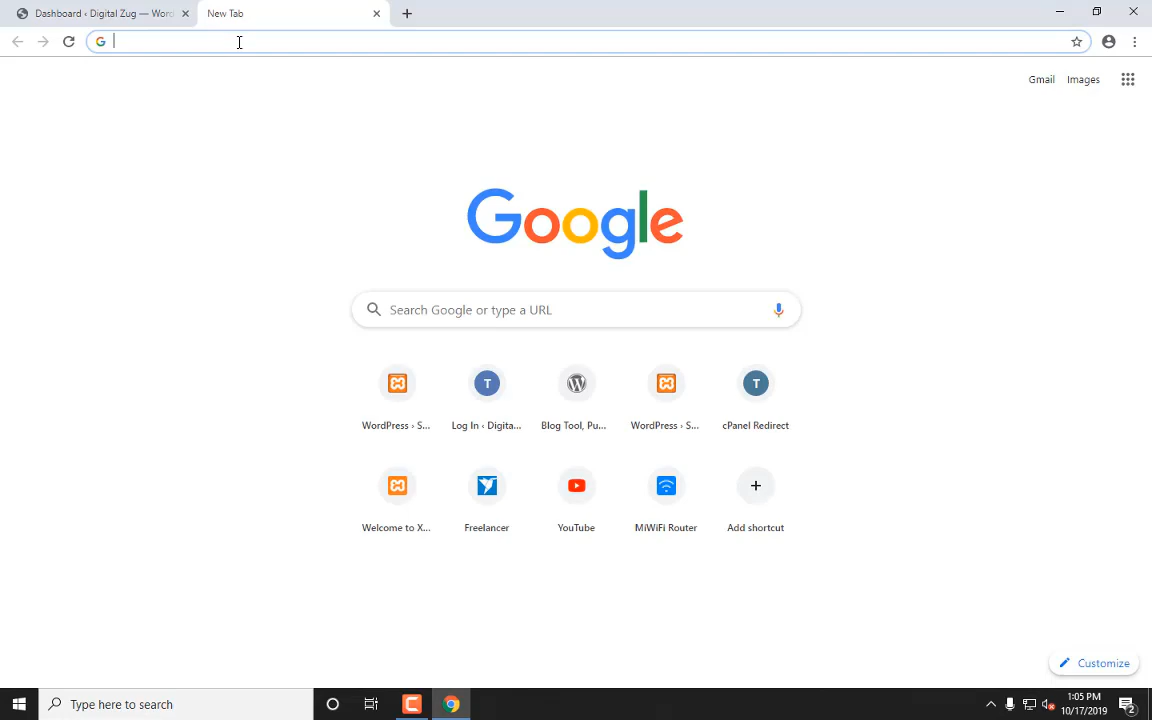 Dashboard ‹ Digital Zug — Word
New Tab
Gmail
Images
Google
Search Google or type a URL
WordPress › S...
Log In ‹ Digita...
Blog Tool, Pu...
WordPress › S...
cPanel Redirect
Welcome to X...
Freelancer
YouTube
MiWiFi Router
Add shortcut
Customize
Type here to search
1:05 PM
10/17/2019
2